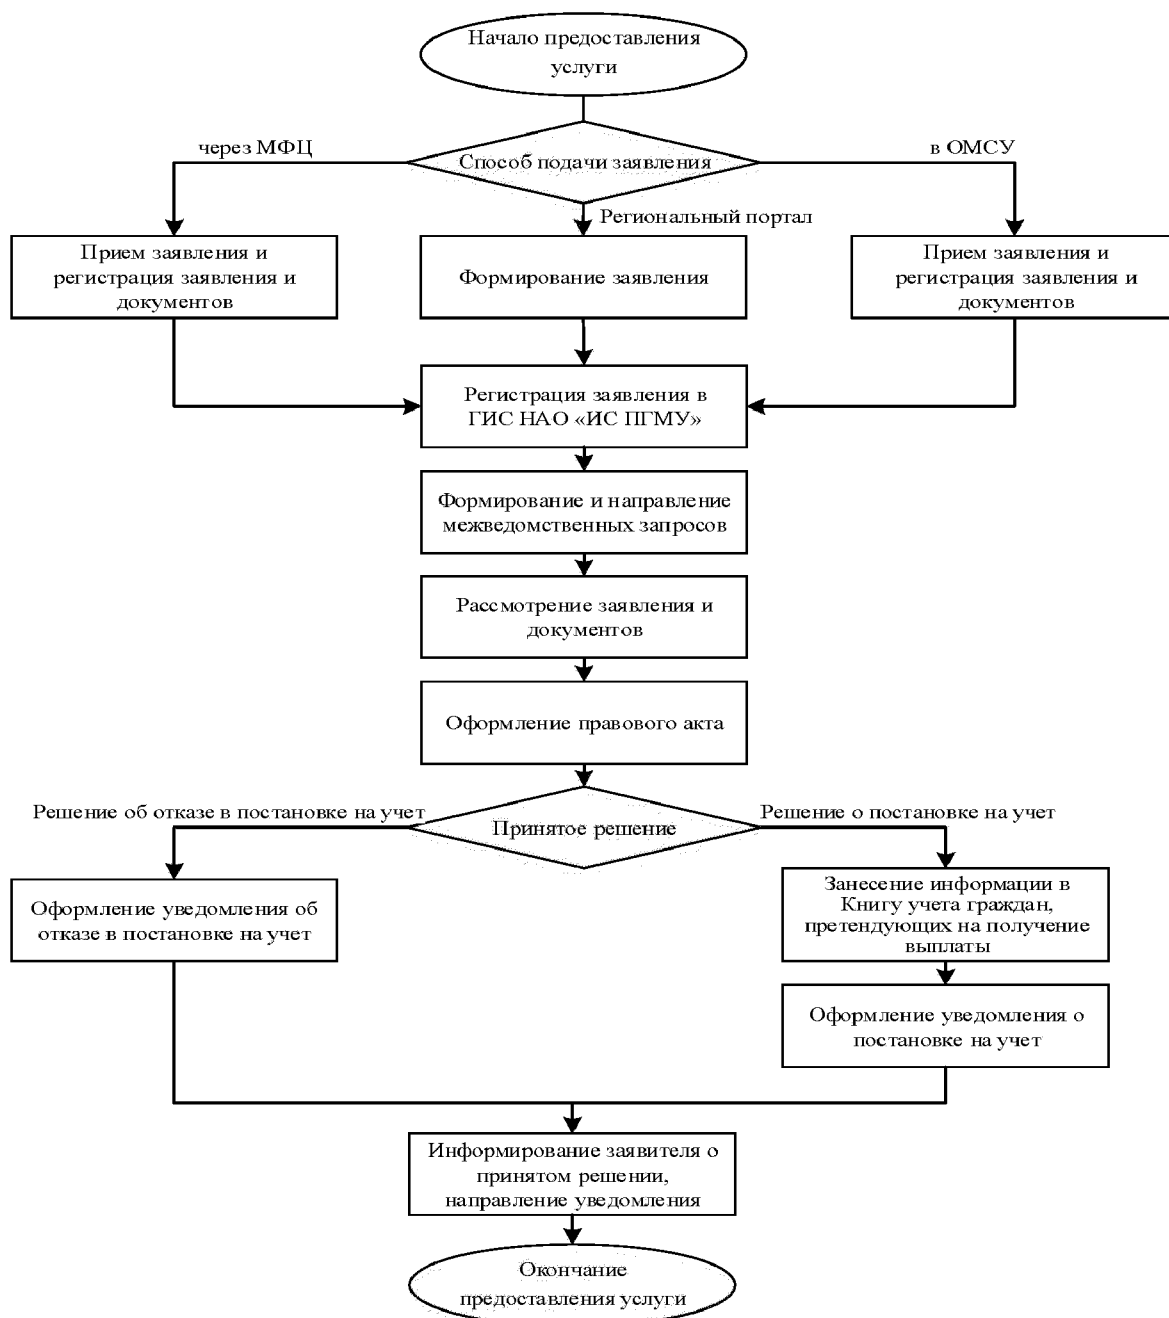 Начало предоставления
услуги
через МФЦ
Способ подачи заявления
в ОМСУ
Региональный портал
Прием заявления и
регистрация заявления и
документов
Формирование заявления
Прием заявления и
регистрация заявления и
документов
Регистрация заявления в
ГИС НАО «ИС ПГМУ»
Формирование и направление
межведомственных запросов
Рассмотрение заявления и
документов
Оформление правового акта
Решение об отказе в постановке на учет
Принятое решение
Решение о постановке на учет
Оформление уведомления об
отказе в постановке на учет
Занесение информации в
Книгу учета граждан,
претендующих на получение
выплаты
Оформление уведомления о
постановке на учет
Информирование заявителя о
принятом решении,
направление уведомления
Окончание
предоставления услуги